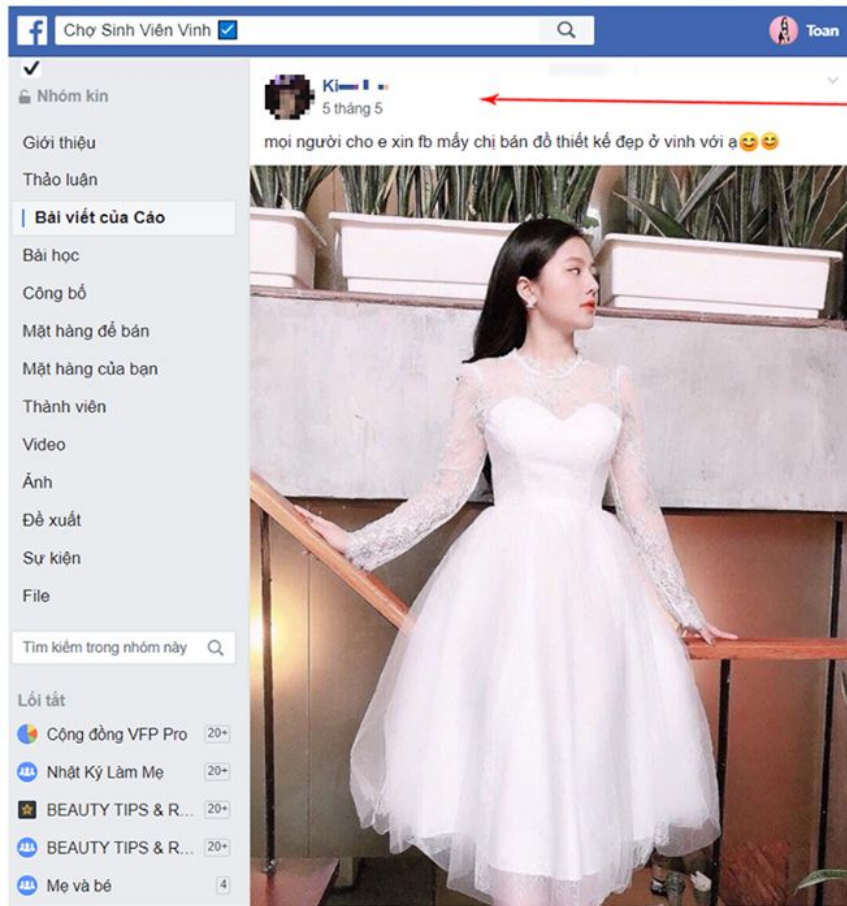 Chợ Sinh Viên Vinh
Toan
Nhóm kín
Giới thiệu
Thảo luận
Bài viết của Cáo
Bài học
Công bố
Mặt hàng để bán
Mặt hàng của bạn
Thành viên
Video
Ảnh
Đề xuất
Sự kiện
File
Tìm kiếm trong nhóm này
Lối tắt
Cộng đồng VFP Pro 20+
Nhật Ký Làm Mẹ 20+
BEAUTY TIPS & R... 20+
BEAUTY TIPS & R... 20+
Mẹ và bé 4
5 tháng 5
mọi người cho e xin fb mấy chị bán đồ thiết kế đẹp ở vinh với ạ😊😊